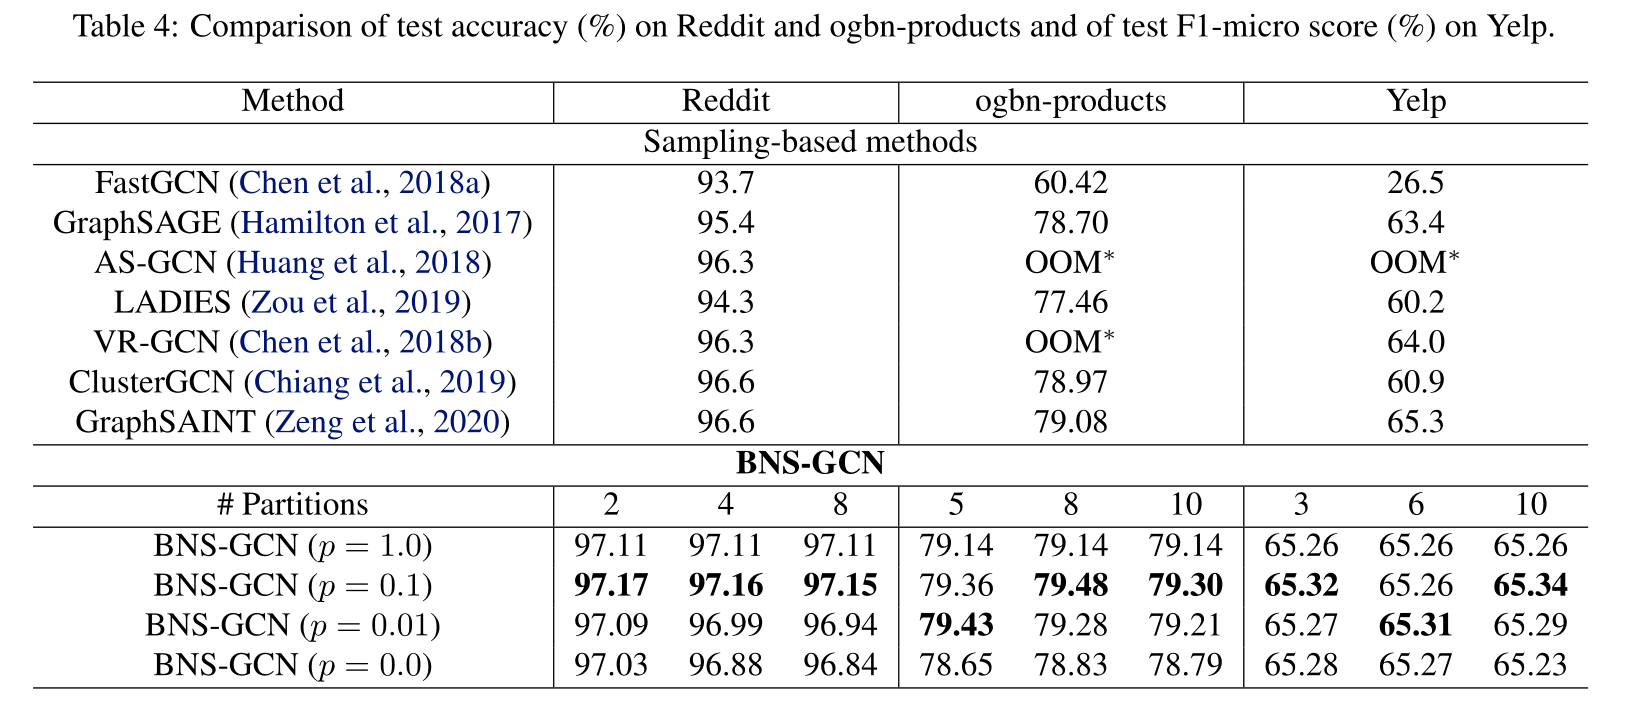 Table 4: Comparison of test accuracy (%) on Reddit and ogbn-products and of test F1-micro score (%) on Yelp.
Method Reddit ogbn-products Yelp
Sampling-based methods
FastGCN (Chen et al., 2018a) 93.7 60.42 26.5
GraphSAGE (Hamilton et al., 2017) 95.4 78.70 63.4
AS-GCN (Huang et al., 2018) 96.3 OOM* OOM*
LADIES (Zou et al., 2019) 94.3 77.46 60.2
VR-GCN (Chen et al., 2018b) 96.3 OOM* 64.0
ClusterGCN (Chiang et al., 2019) 96.6 78.97 60.9
GraphSAINT (Zeng et al., 2020) 96.6 79.08 65.3
BNS-GCN
# Partitions 2 4 8 5 8 10 3 6 10
BNS-GCN (p = 1.0) 97.11 97.11 97.11 79.14 79.14 79.14 65.26 65.26 65.26
BNS-GCN (p = 0.1) 97.17 97.16 97.15 79.36 79.48 79.30 65.32 65.26 65.34
BNS-GCN (p = 0.01) 97.09 96.99 96.94 79.43 79.28 79.21 65.27 65.31 65.29
BNS-GCN (p = 0.0) 97.03 96.88 96.84 78.65 78.83 78.79 65.28 65.27 65.23